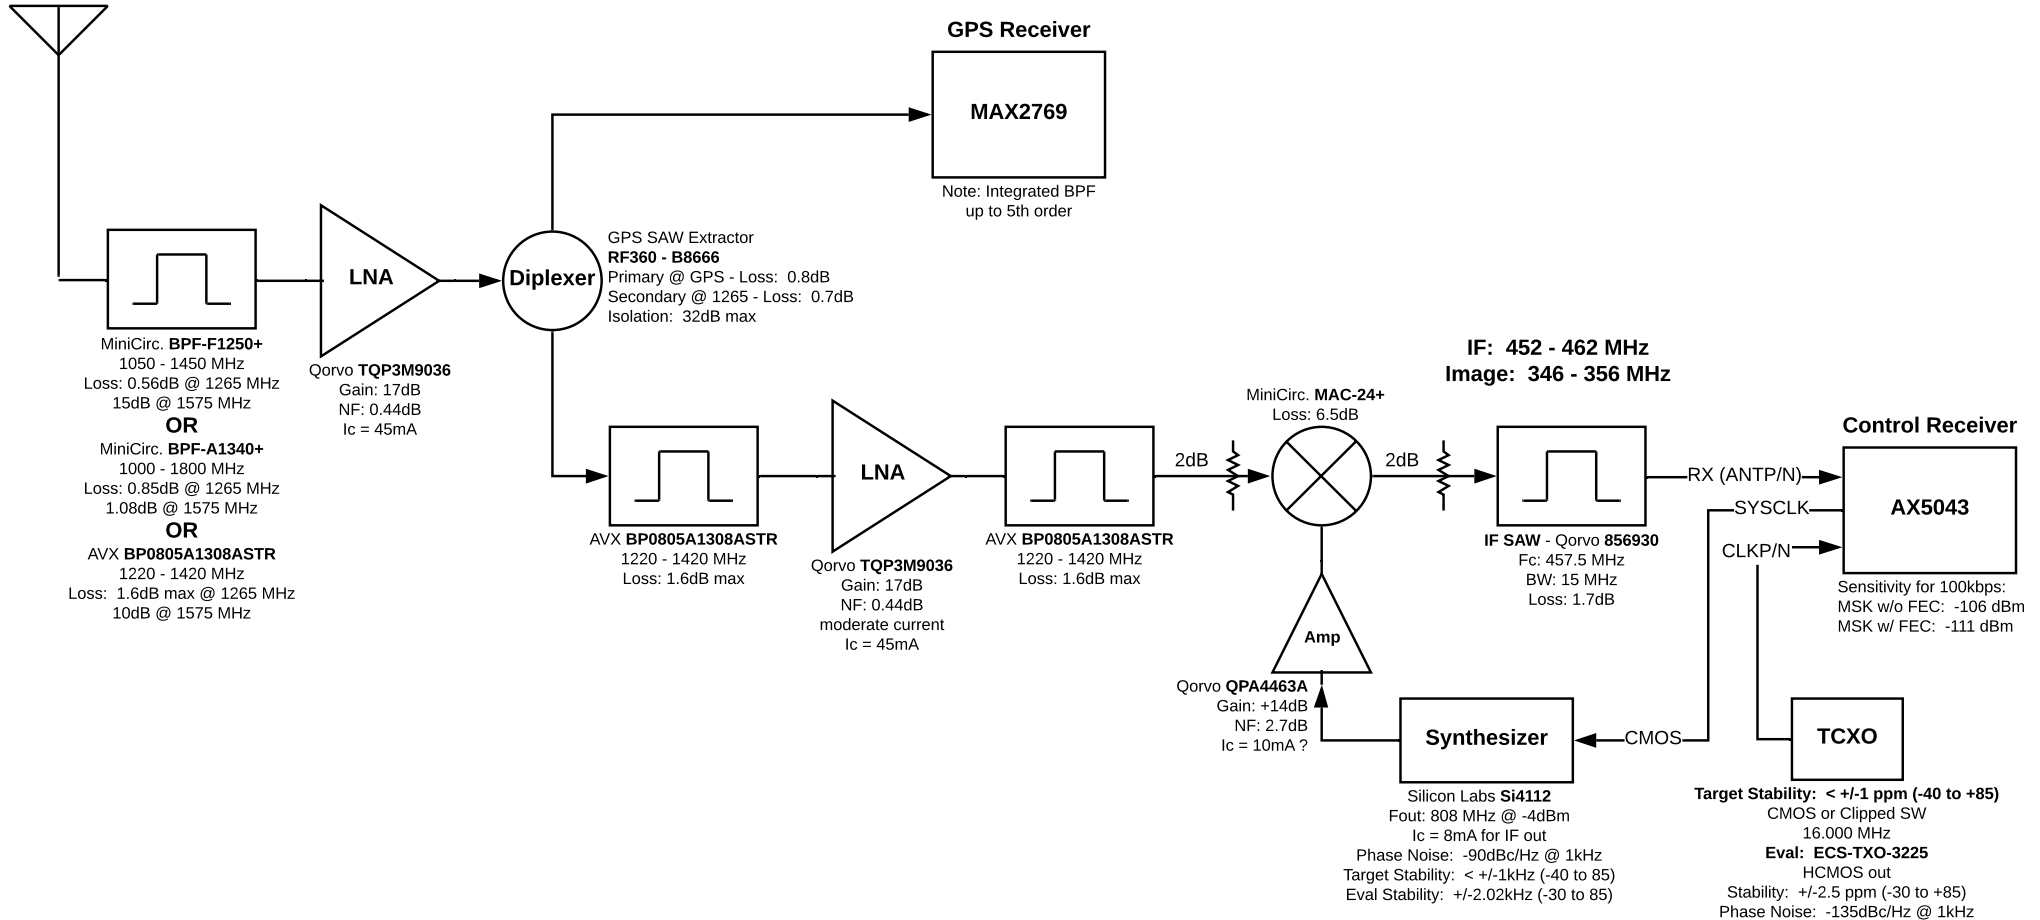 GPS Receiver
MAX2769
Note: Integrated BPF
up to 5th order
LNA
Diplexer
GPS SAW Extractor
RF360 - B8666
Primary @ GPS - Loss:  0.8dB
Secondary @ 1265 - Loss:  0.7dB
Isolation:  32dB max
MiniCirc. BPF-F1250+
1050 - 1450 MHz
Loss: 0.56dB @ 1265 MHz
15dB @ 1575 MHz
OR
MiniCirc. BPF-A1340+
1000 - 1800 MHz
Loss: 0.85dB @ 1265 MHz
1.08dB @ 1575 MHz
OR
AVX BP0805A1308ASTR
1220 - 1420 MHz
Loss:  1.6dB max @ 1265 MHz
10dB @ 1575 MHz
Qorvo TQP3M9036
Gain: 17dB
NF: 0.44dB
Ic = 45mA
AVX BP0805A1308ASTR
1220 - 1420 MHz
Loss: 1.6dB max
LNA
Qorvo TQP3M9036
Gain: 17dB
NF: 0.44dB
moderate current
Ic = 45mA
AVX BP0805A1308ASTR
1220 - 1420 MHz
Loss: 1.6dB max
2dB
MiniCirc. MAC-24+
Loss: 6.5dB
2dB
IF:  452 - 462 MHz
Image:  346 - 356 MHz
IF SAW - Qorvo 856930
Fc: 457.5 MHz
BW: 15 MHz
Loss: 1.7dB
Control Receiver
RX (ANTP/N)
SYSCLK
CLKP/N
AX5043
Sensitivity for 100kbps:
MSK w/o FEC:  -106 dBm
MSK w/ FEC:  -111 dBm
Amp
Qorvo QPA4463A
Gain: +14dB
NF: 2.7dB
Ic = 10mA ?
Synthesizer
CMOS
Silicon Labs Si4112
Fout: 808 MHz @ -4dBm
Ic = 8mA for IF out
Phase Noise:  -90dBc/Hz @ 1kHz
Target Stability:  < +/-1kHz (-40 to 85)
Eval Stability:  +/-2.02kHz (-30 to 85)
TCXO
Target Stability:  < +/-1 ppm (-40 to +85)
CMOS or Clipped SW
16.000 MHz
Eval:  ECS-TXO-3225
HCMOS out
Stability:  +/-2.5 ppm (-30 to +85)
Phase Noise:  -135dBc/Hz @ 1kHz